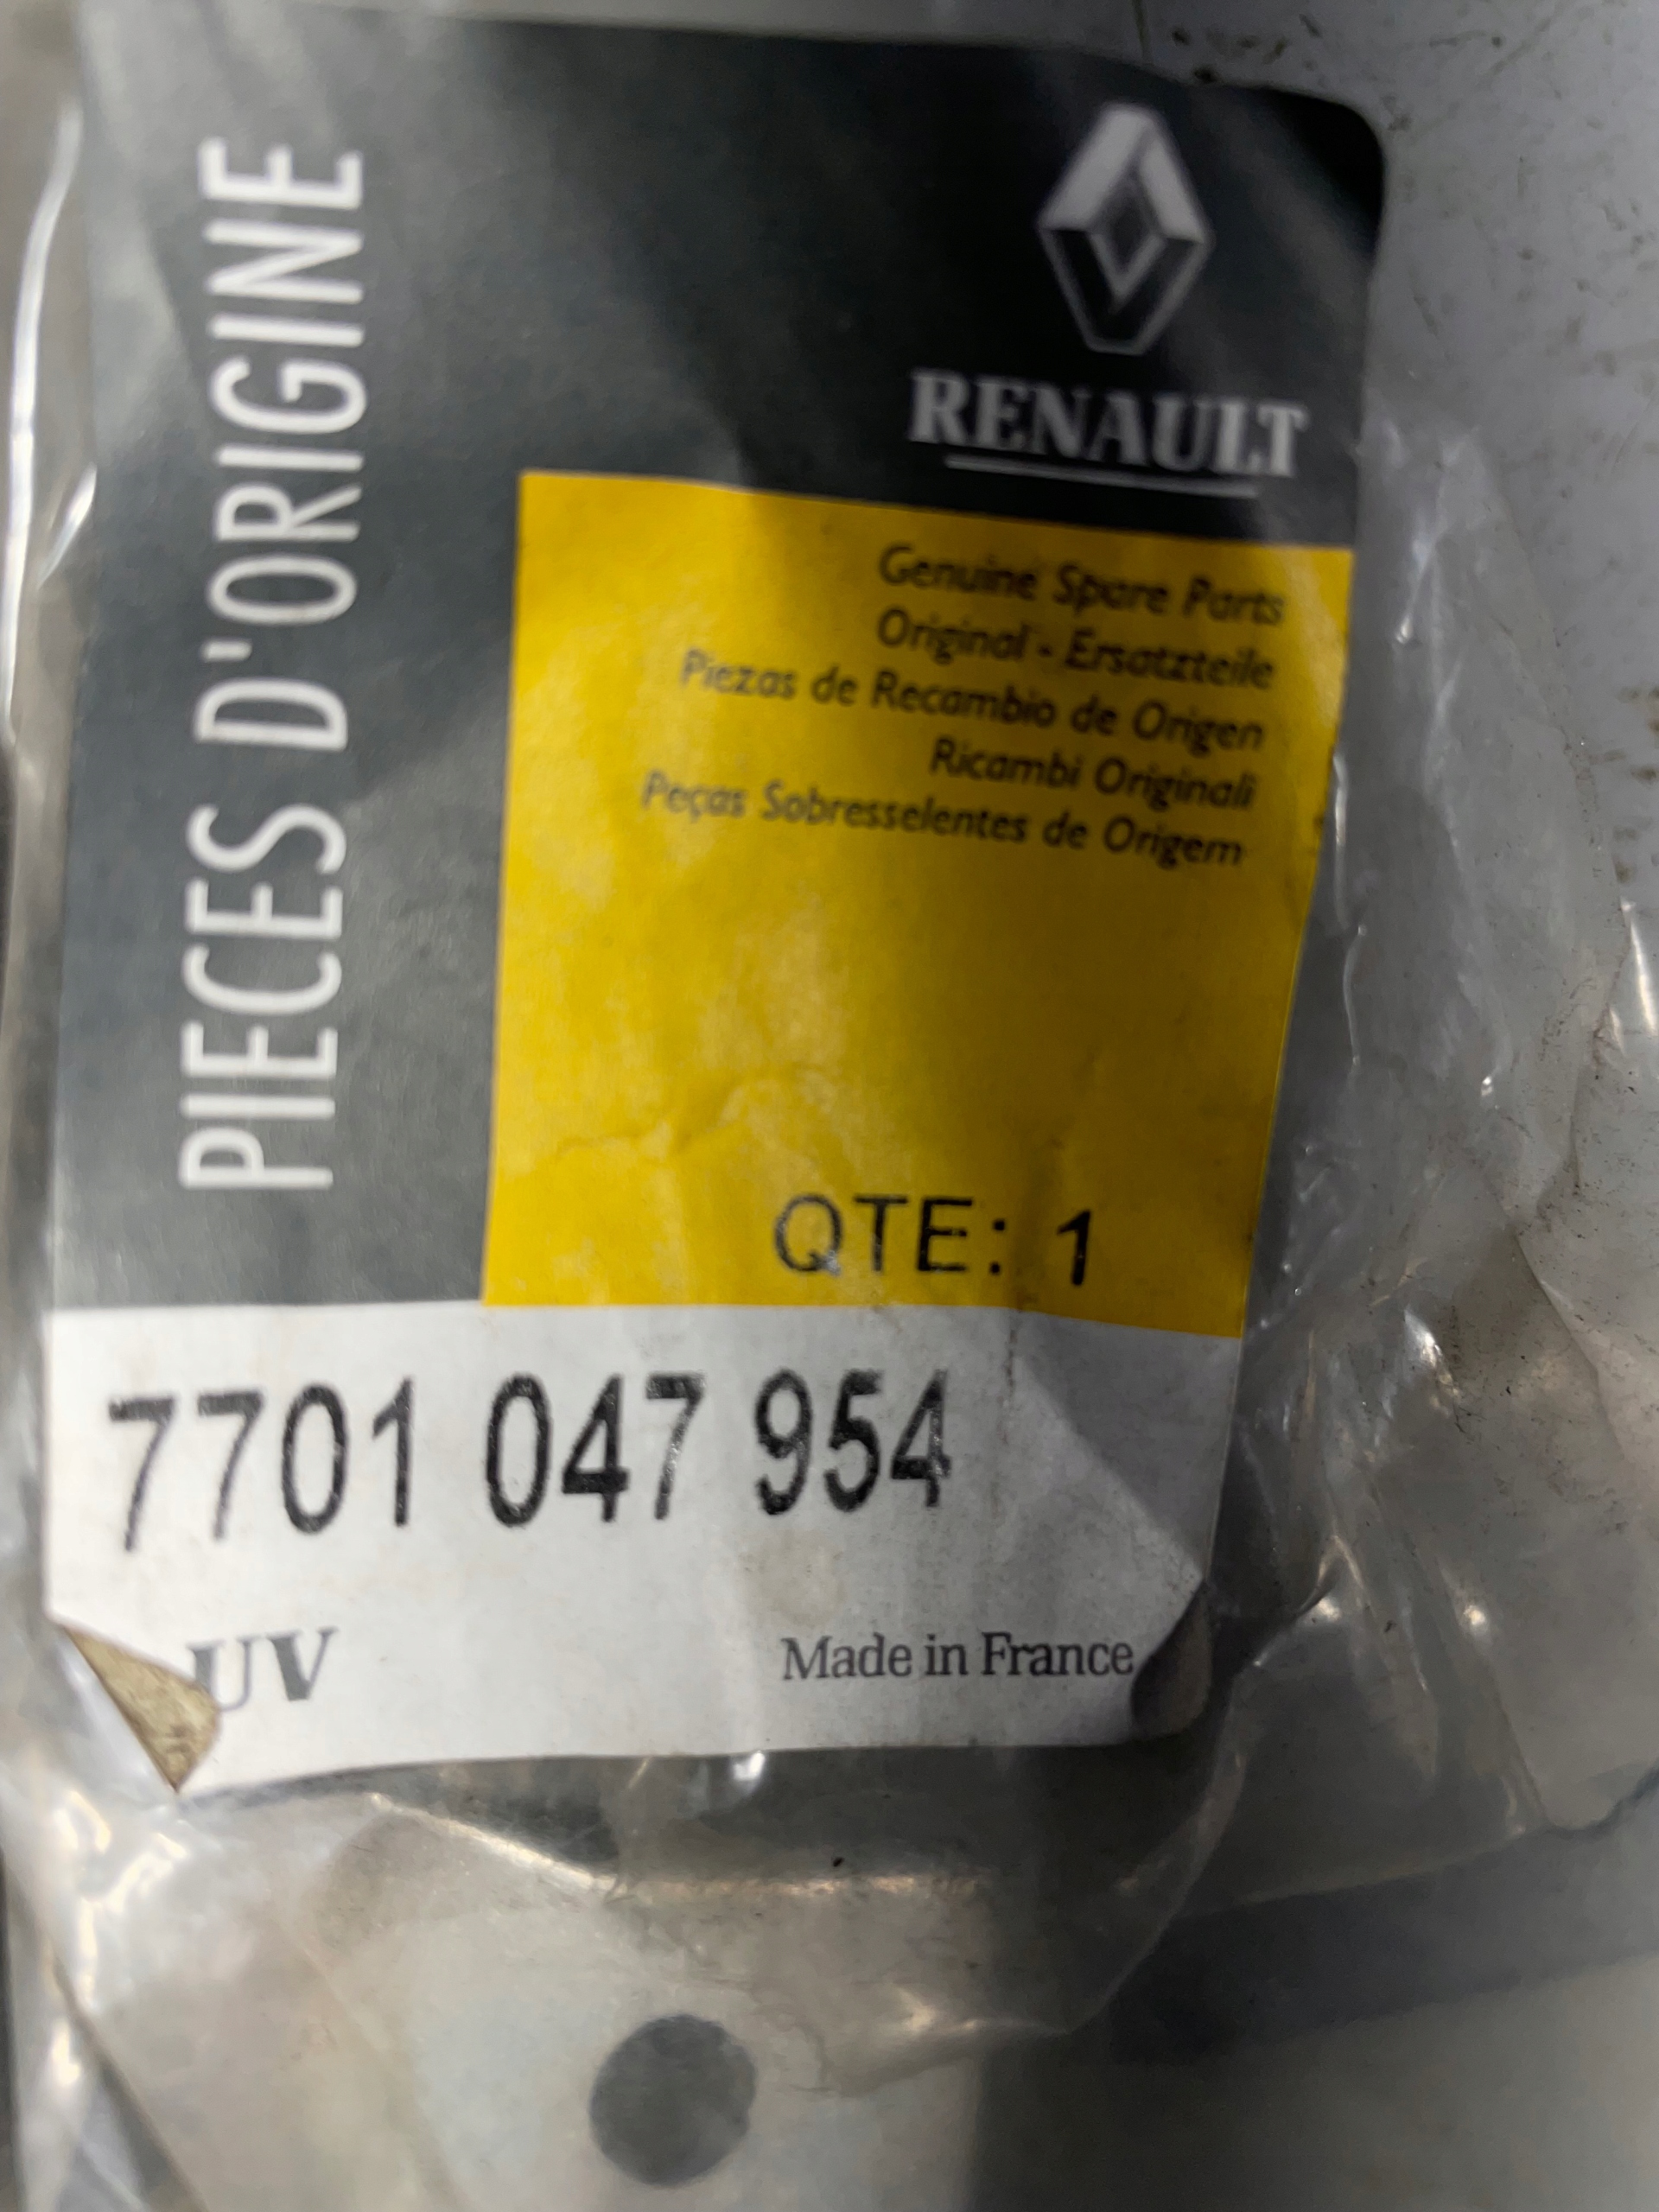 PIECES D'ORIGINE
RENAULT
Genuine Spare Parts
Original - Ersatzteile
Piezas de Recambio de Origen
Ricambi Originali
Peças Sobresselentes de Origem
QTE: 1
7701 047 954
UV
Made in France